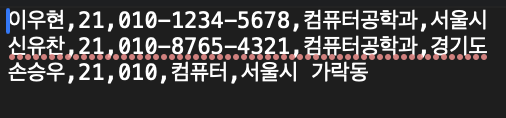 이우현,21,010-1234-5678,컴퓨터공학과,서울시
신유찬,21,010-8765-4321,컴퓨터공학과,경기도
손승우,21,010,컴퓨터,서울시 가락동